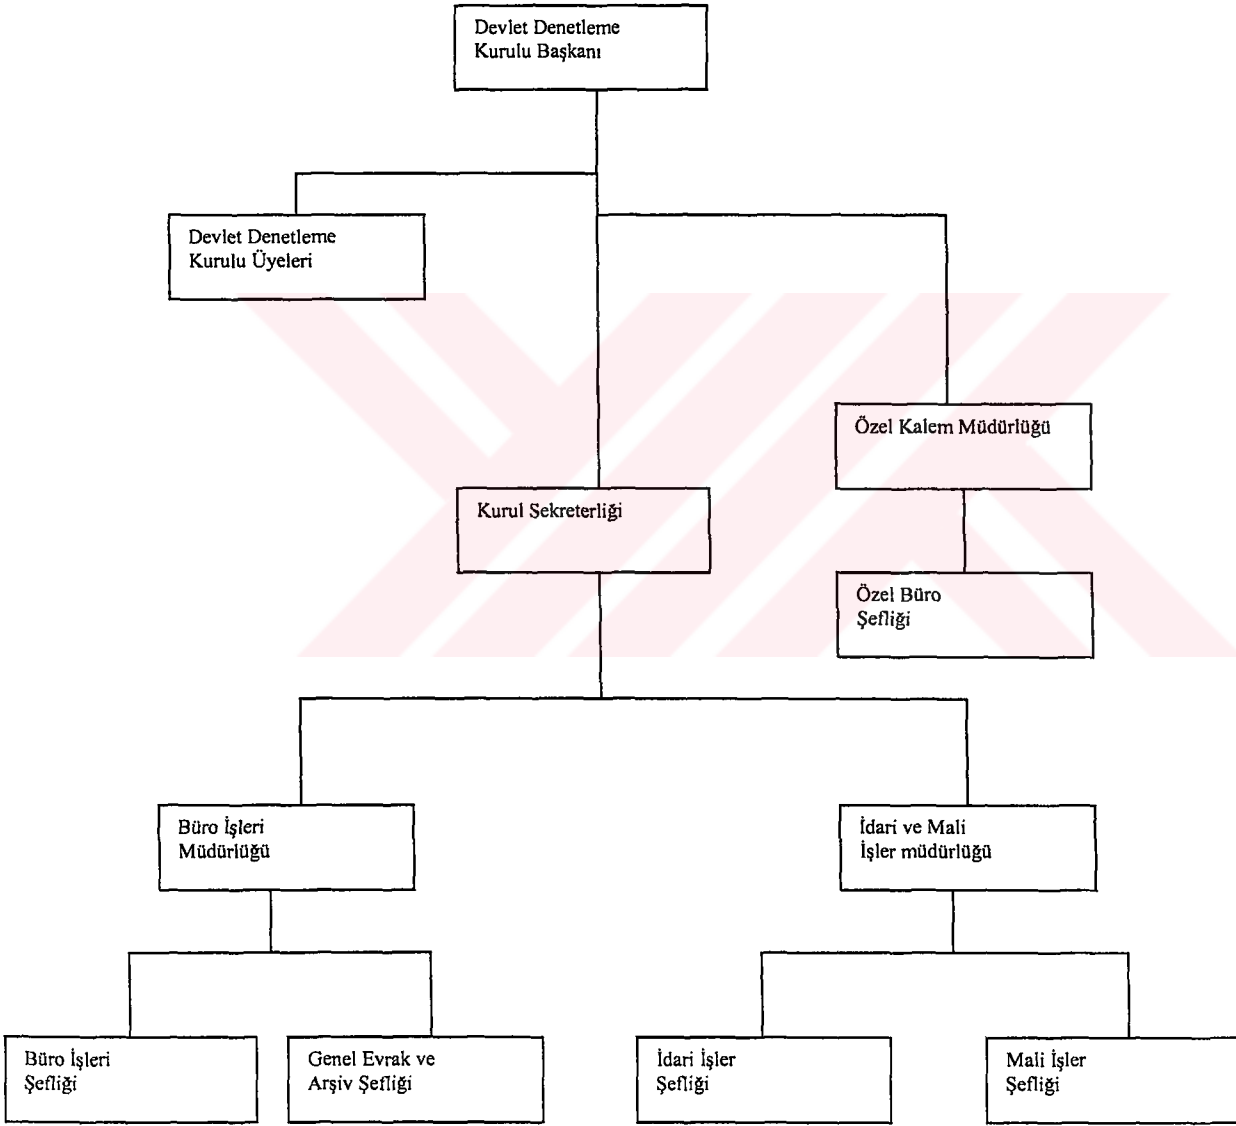 Devlet Denetleme
Kurulu Başkanı
Devlet Denetleme
Kurulu Üyeleri
Özel Kalem Müdürlüğü
Kurul Sekreterliği
Özel Büro
Şefliği
Büro İşleri
Müdürlüğü
İdari ve Mali
İşler müdürlüğü
Büro İşleri
Şefliği
Genel Evrak ve
Arşiv Şefliği
İdari İşler
Şefliği
Mali İşler
Şefliği